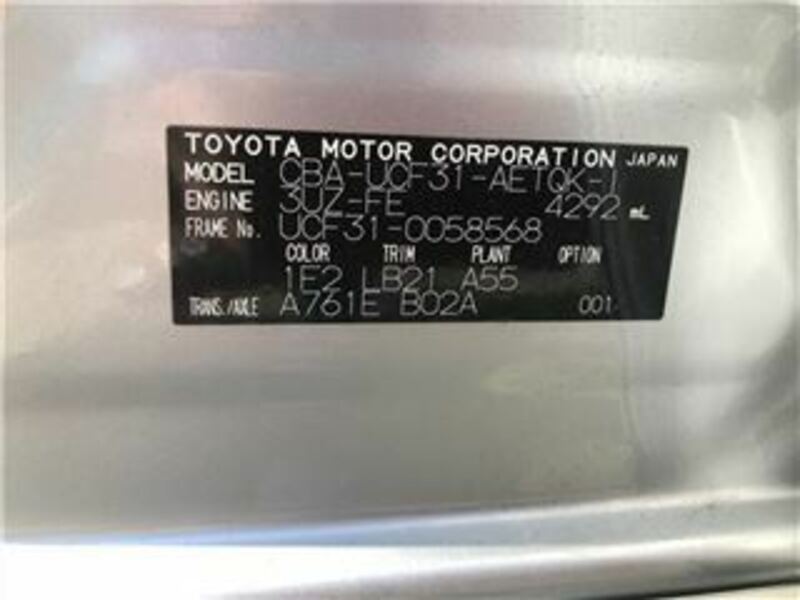 TOYOTA MOTOR CORPORATION JAPAN
MODEL CBA-UCF31-AETQK-I
ENGINE 3UZ-FE 4292 mL
FRAME No. UCF31-0058568
COLOR TRIM PLANT OPTION
1E2 LB21 A55
TRANS./AXLE A761E B02A 001